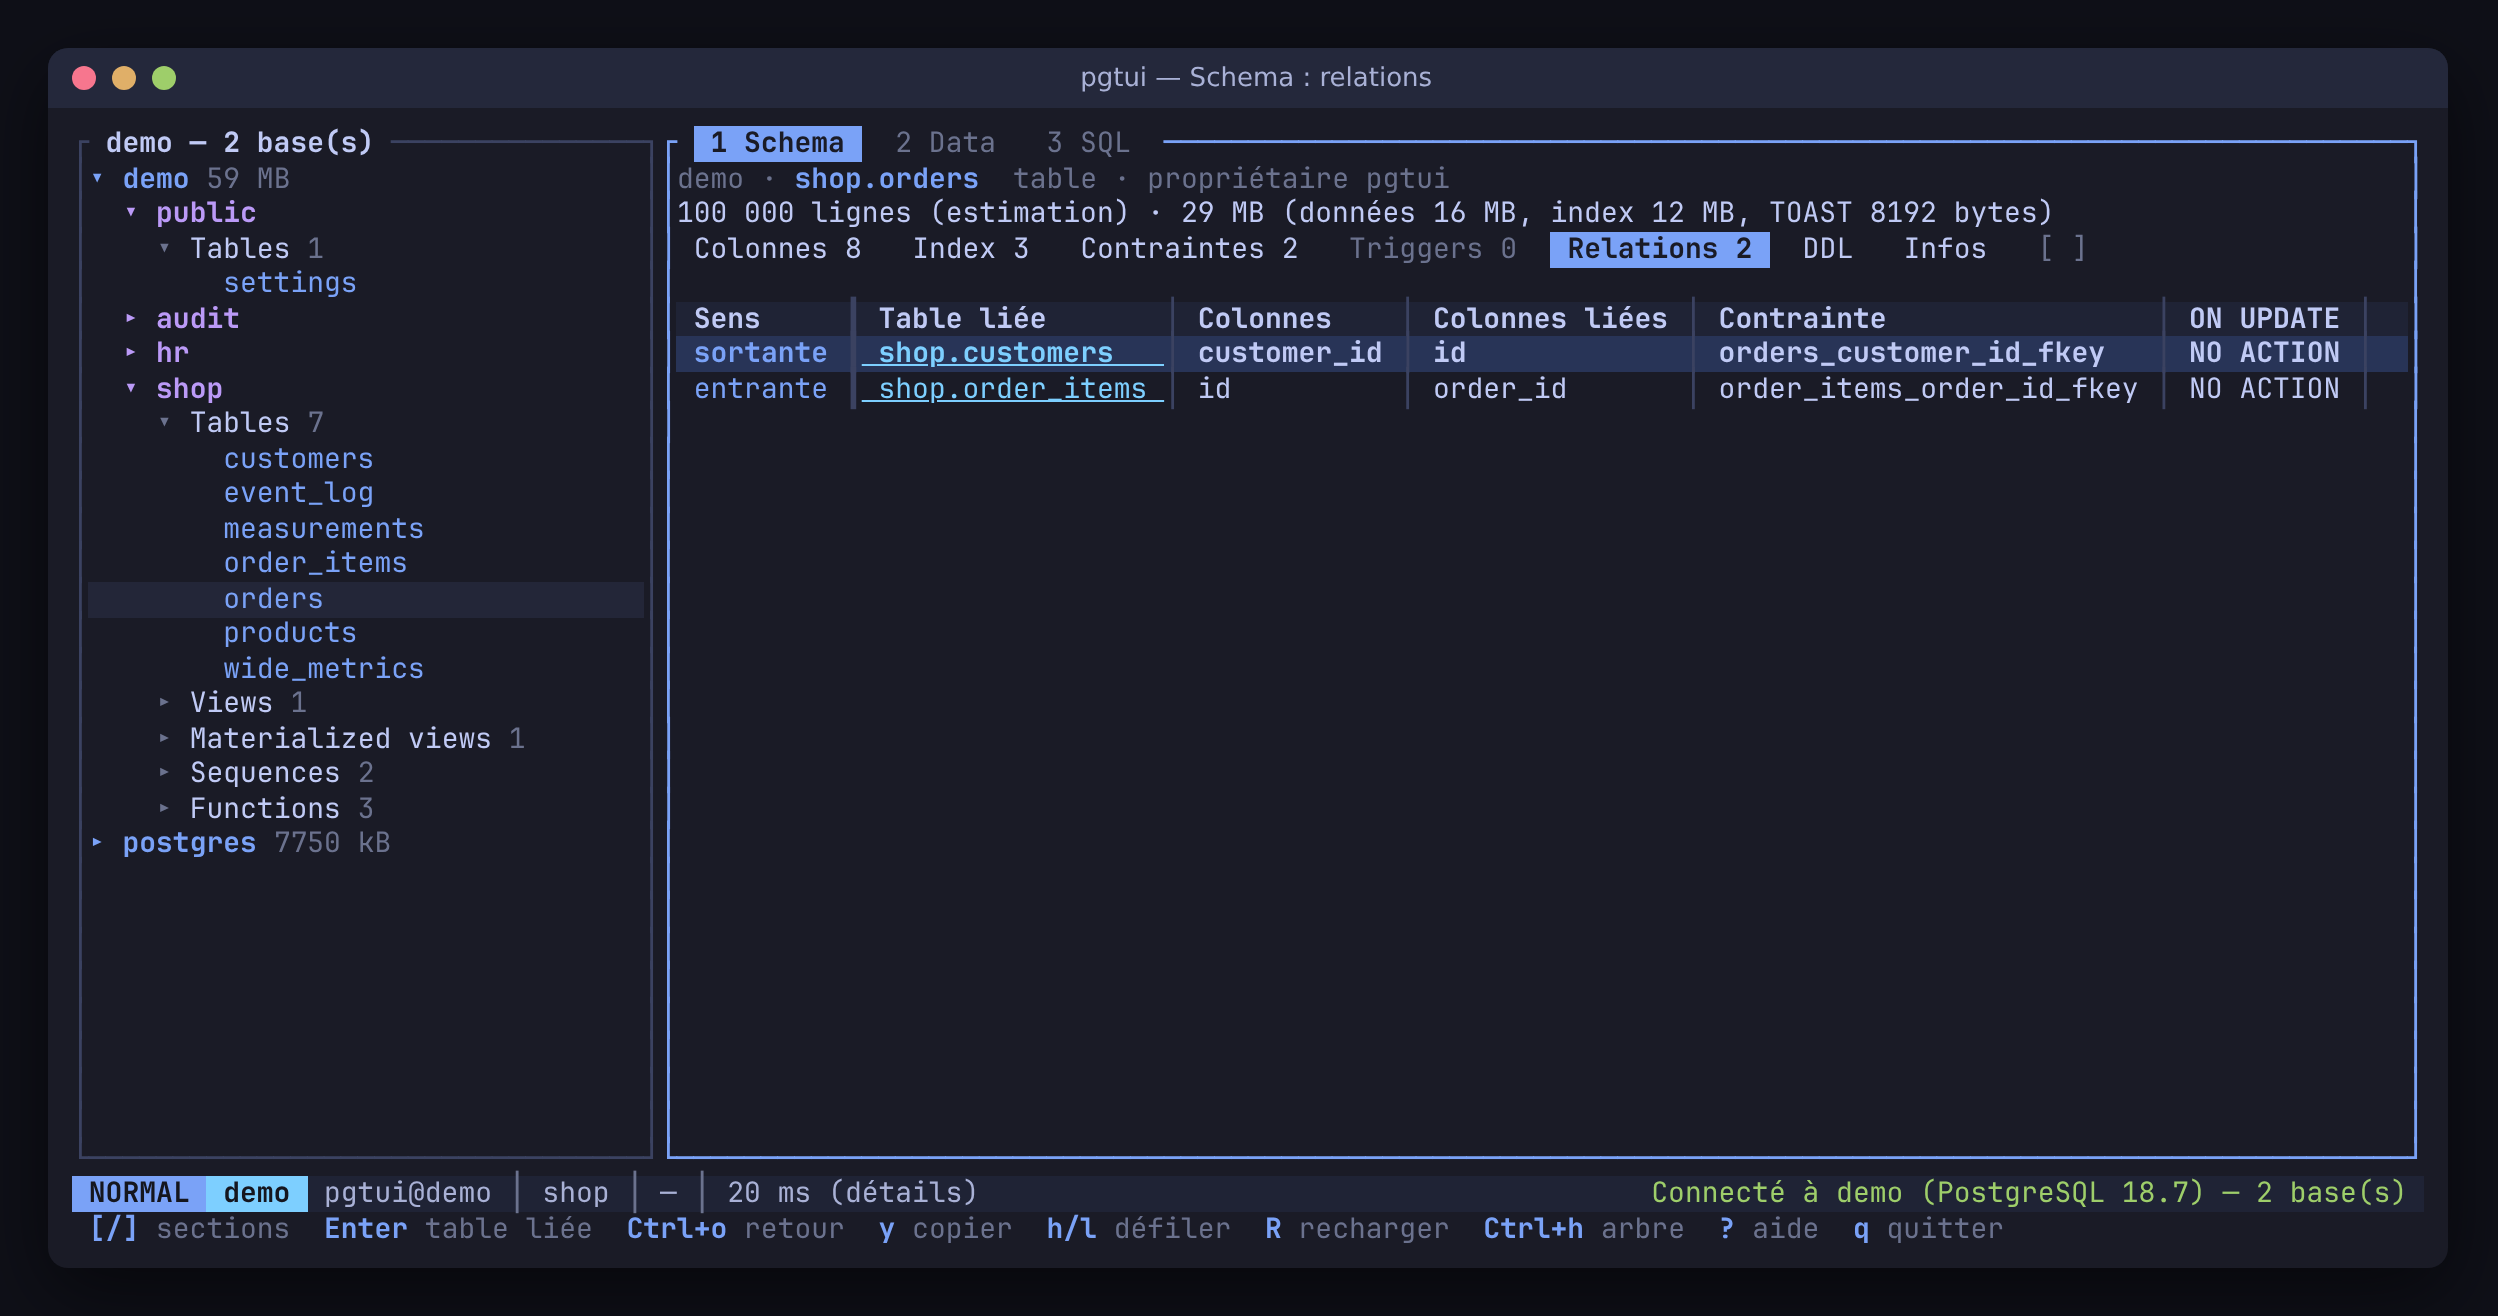 pgtui — Schema : relations
demo — 2 base(s)
▾ demo 59 MB
▾ public
▾ Tables 1
settings
▸ audit
▸ hr
▾ shop
▾ Tables 7
customers
event_log
measurements
order_items
orders
products
wide_metrics
▸ Views 1
▸ Materialized views 1
▸ Sequences 2
▸ Functions 3
▸ postgres 7750 kB
1 Schema 2 Data 3 SQL
demo · shop.orders table · propriétaire pgtui
100 000 lignes (estimation) · 29 MB (données 16 MB, index 12 MB, TOAST 8192 bytes)
Colonnes 8 Index 3 Contraintes 2 Triggers 0 Relations 2 DDL Infos [ ]
Sens │ Table liée │ Colonnes │ Colonnes liées │ Contrainte │ ON UPDATE │
sortante │ shop.customers │ customer_id │ id │ orders_customer_id_fkey │ NO ACTION │
entrante │ shop.order_items │ id │ order_id │ order_items_order_id_fkey │ NO ACTION │
NORMAL demo pgtui@demo │ shop │ — │ 20 ms (détails) Connecté à demo (PostgreSQL 18.7) — 2 base(s)
[/] sections Enter table liée Ctrl+o retour y copier h/l défiler R recharger Ctrl+h arbre ? aide q quitter